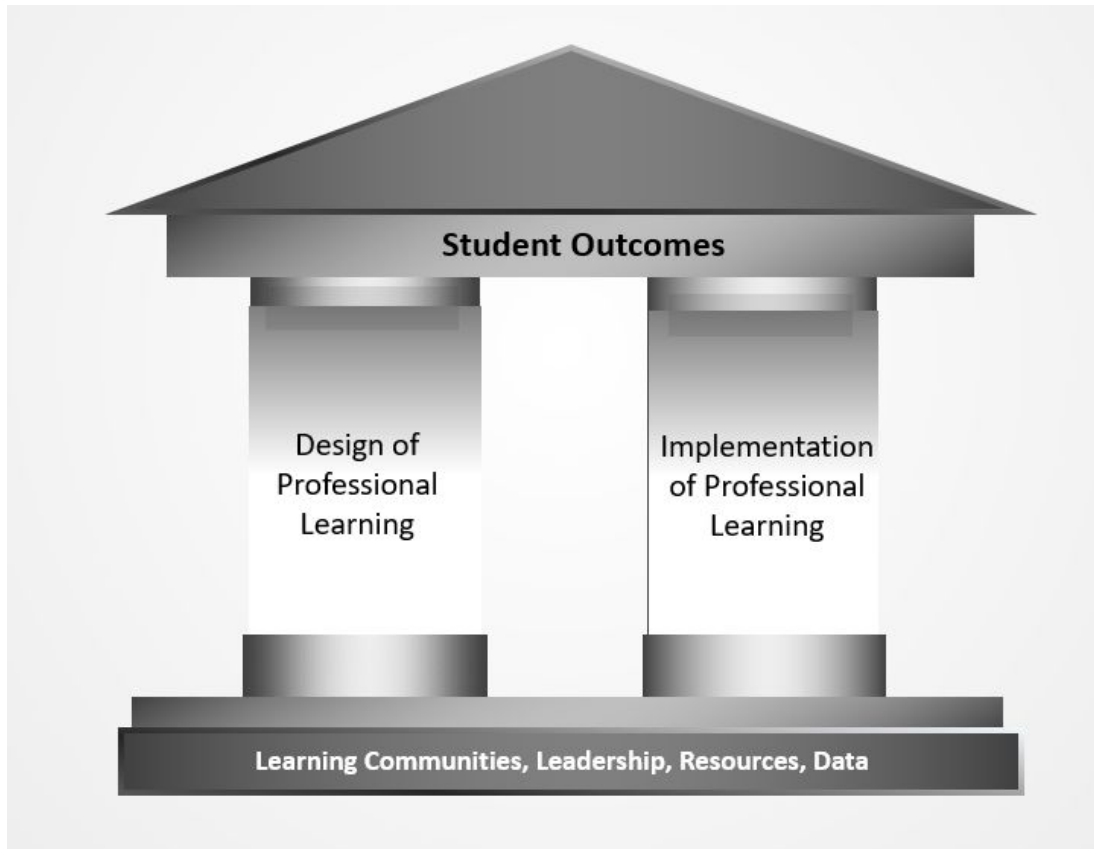 Student Outcomes
Design of
Professional
Learning
Implementation
of Professional
Learning
Learning Communities, Leadership, Resources, Data